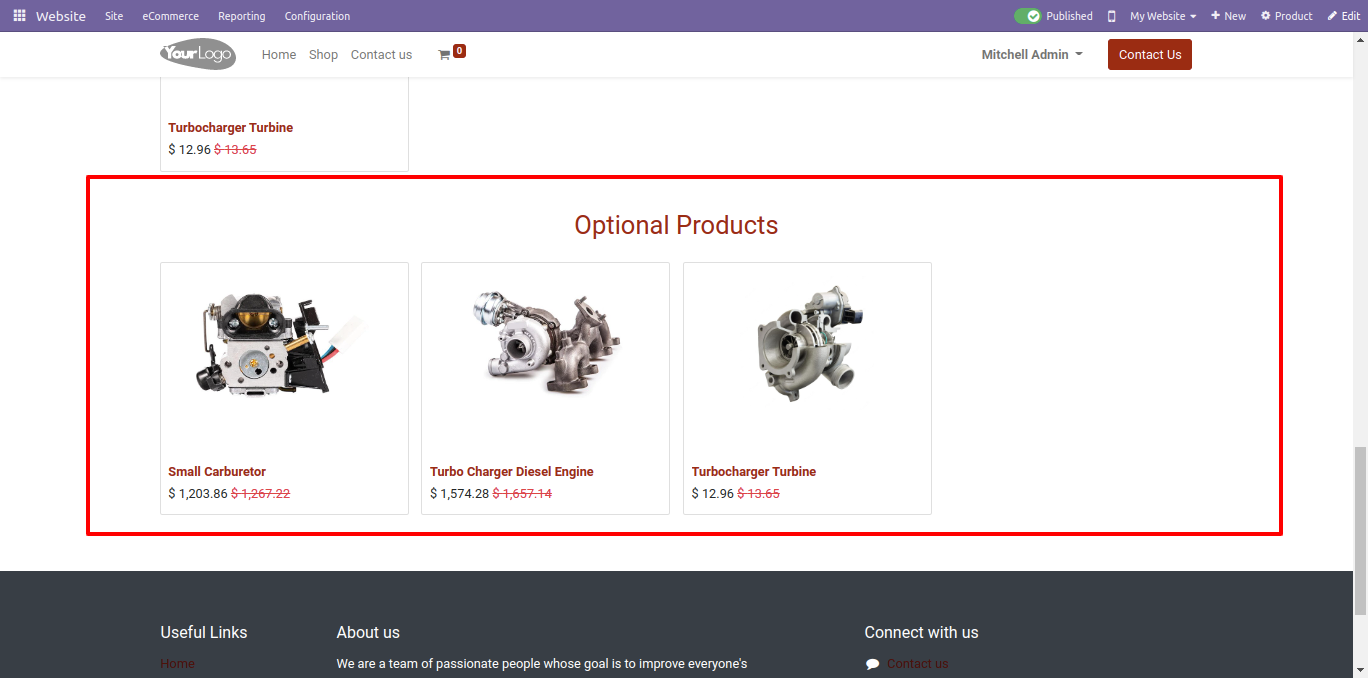 Website Site eCommerce Reporting Configuration Published My Website New Product Edit
YourLogo Home Shop Contact us 0 Mitchell Admin Contact Us
Turbocharger Turbine
$ 12.96 $ 13.65
Optional Products
Small Carburetor
$ 1,203.86 $ 1,267.22
Turbo Charger Diesel Engine
$ 1,574.28 $ 1,657.14
Turbocharger Turbine
$ 12.96 $ 13.65
Useful Links
Home
About us
We are a team of passionate people whose goal is to improve everyone's
Connect with us
Contact us